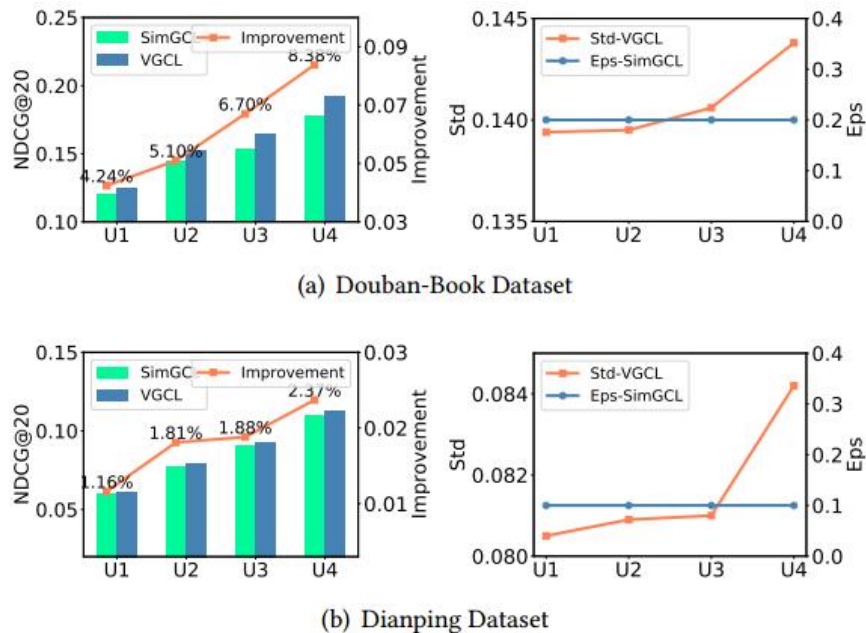 0.25
0.20
0.15
0.10
NDCG@20
SimGCL
VGCL
Improvement
4.24%
5.10%
6.70%
8.38%
0.09
0.07
0.05
0.03
Improvement
U1 U2 U3 U4
0.145
0.140
0.135
Std
Std-VGCL
Eps-SimGCL
0.4
0.3
0.2
0.1
0.0
Eps
U1 U2 U3 U4
(a) Douban-Book Dataset
0.15
0.10
0.05
NDCG@20
SimGCL
VGCL
Improvement
1.16%
1.81%
1.88%
2.37%
0.03
0.02
0.01
Improvement
U1 U2 U3 U4
0.084
0.082
0.080
Std
Std-VGCL
Eps-SimGCL
0.4
0.3
0.2
0.1
0.0
Eps
U1 U2 U3 U4
(b) Dianping Dataset